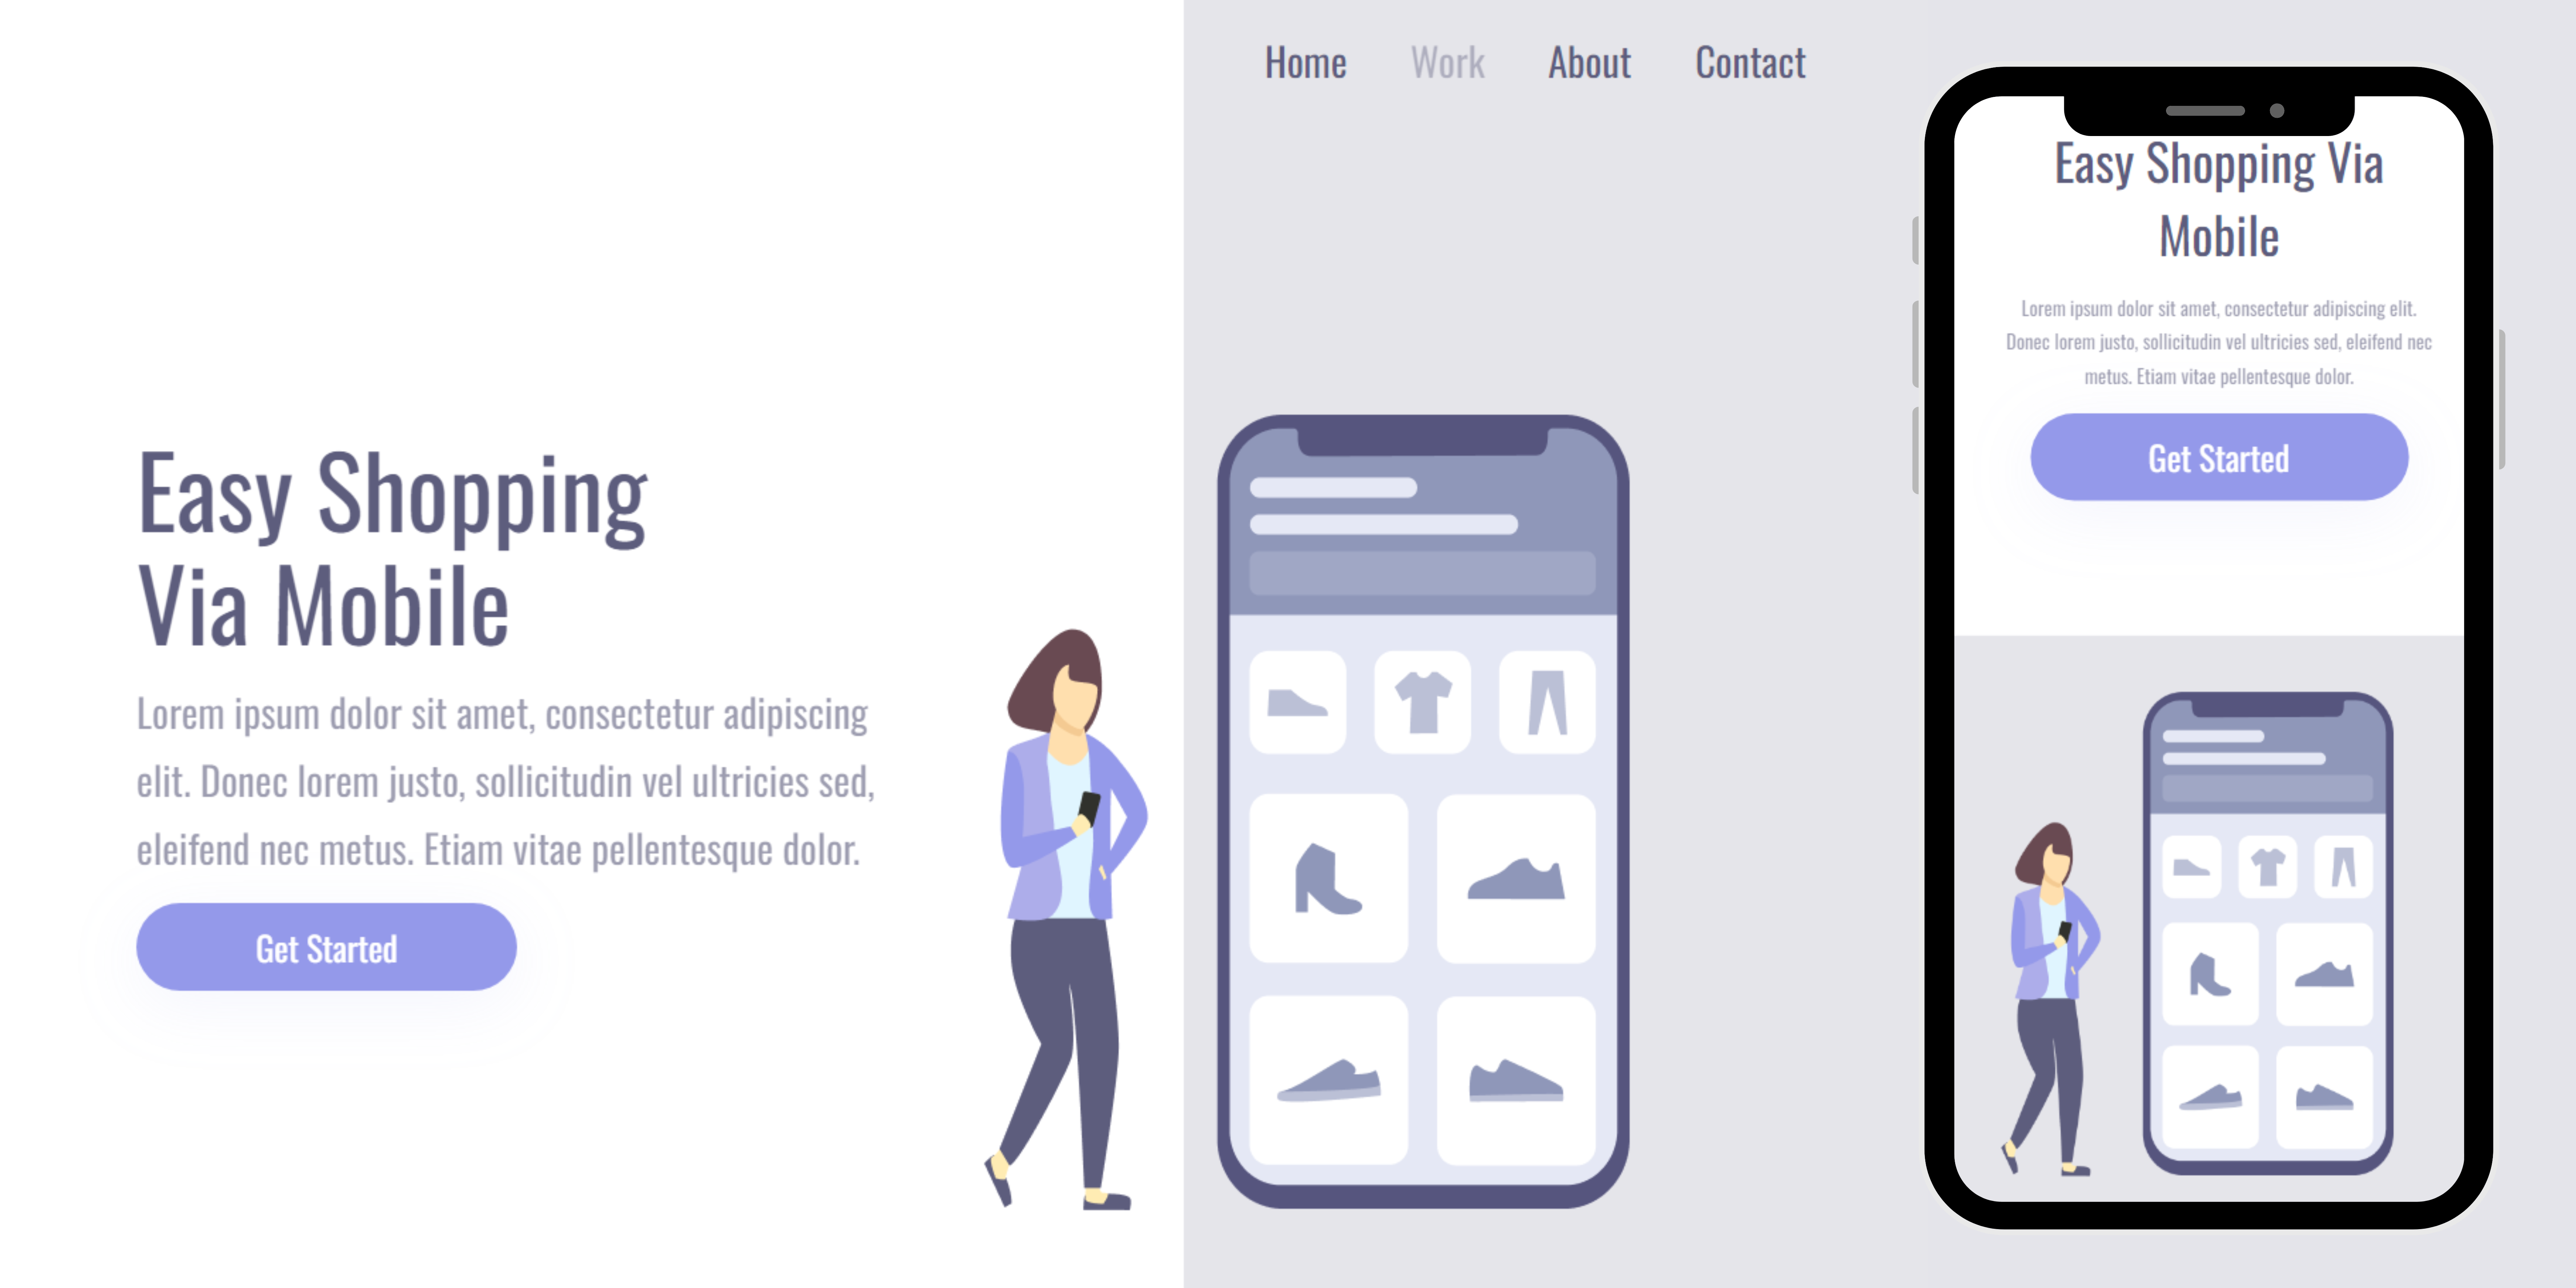 Home Work About Contact
Easy Shopping
Via Mobile
Lorem ipsum dolor sit amet, consectetur adipiscing
elit. Donec lorem justo, sollicitudin vel ultricies sed,
eleifend nec metus. Etiam vitae pellentesque dolor.
Get Started
Easy Shopping Via
Mobile
Lorem ipsum dolor sit amet, consectetur adipiscing elit.
Donec lorem justo, sollicitudin vel ultricies sed, eleifend nec
metus. Etiam vitae pellentesque dolor.
Get Started